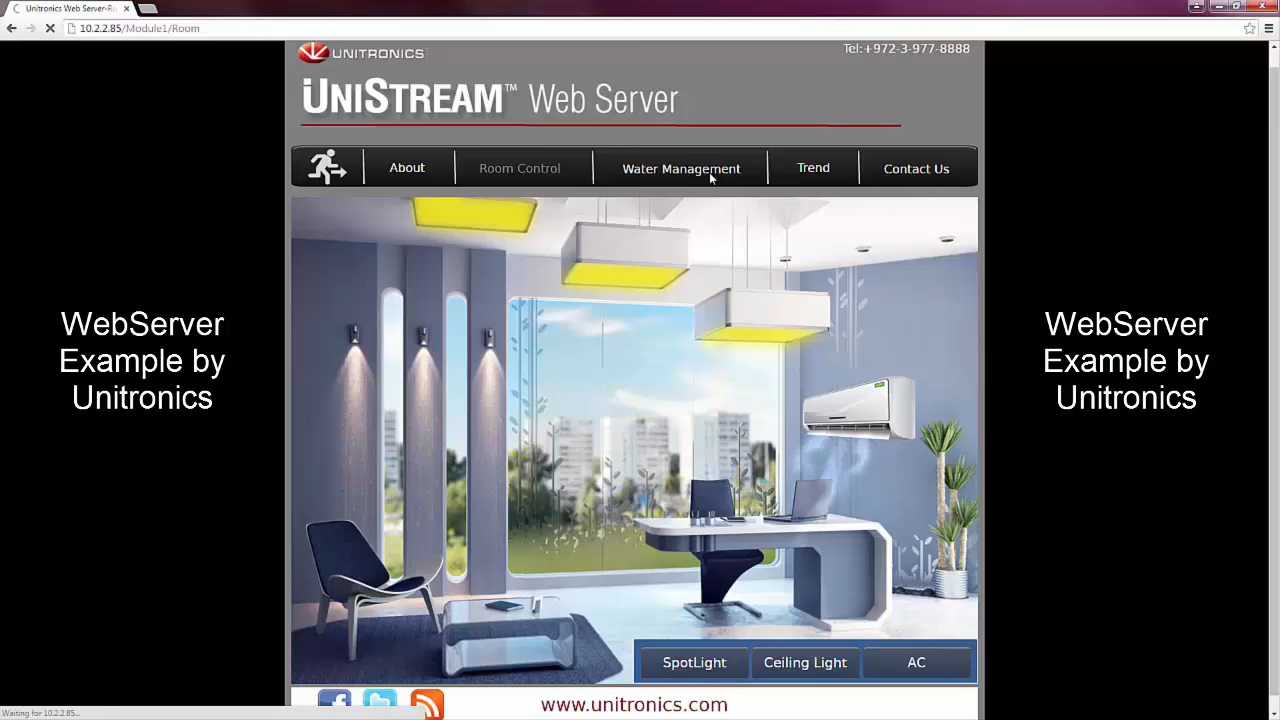 Unitronics Web Server-Ro
10.2.2.85/Module1/Room
UNITRONICS
Tel:+972-3-977-8888
UNISTREAM™ Web Server
About
Room Control
Water Management
Trend
Contact Us
WebServer
Example by
Unitronics
WebServer
Example by
Unitronics
SpotLight
Ceiling Light
AC
www.unitronics.com
Waiting for 10.2.2.85...